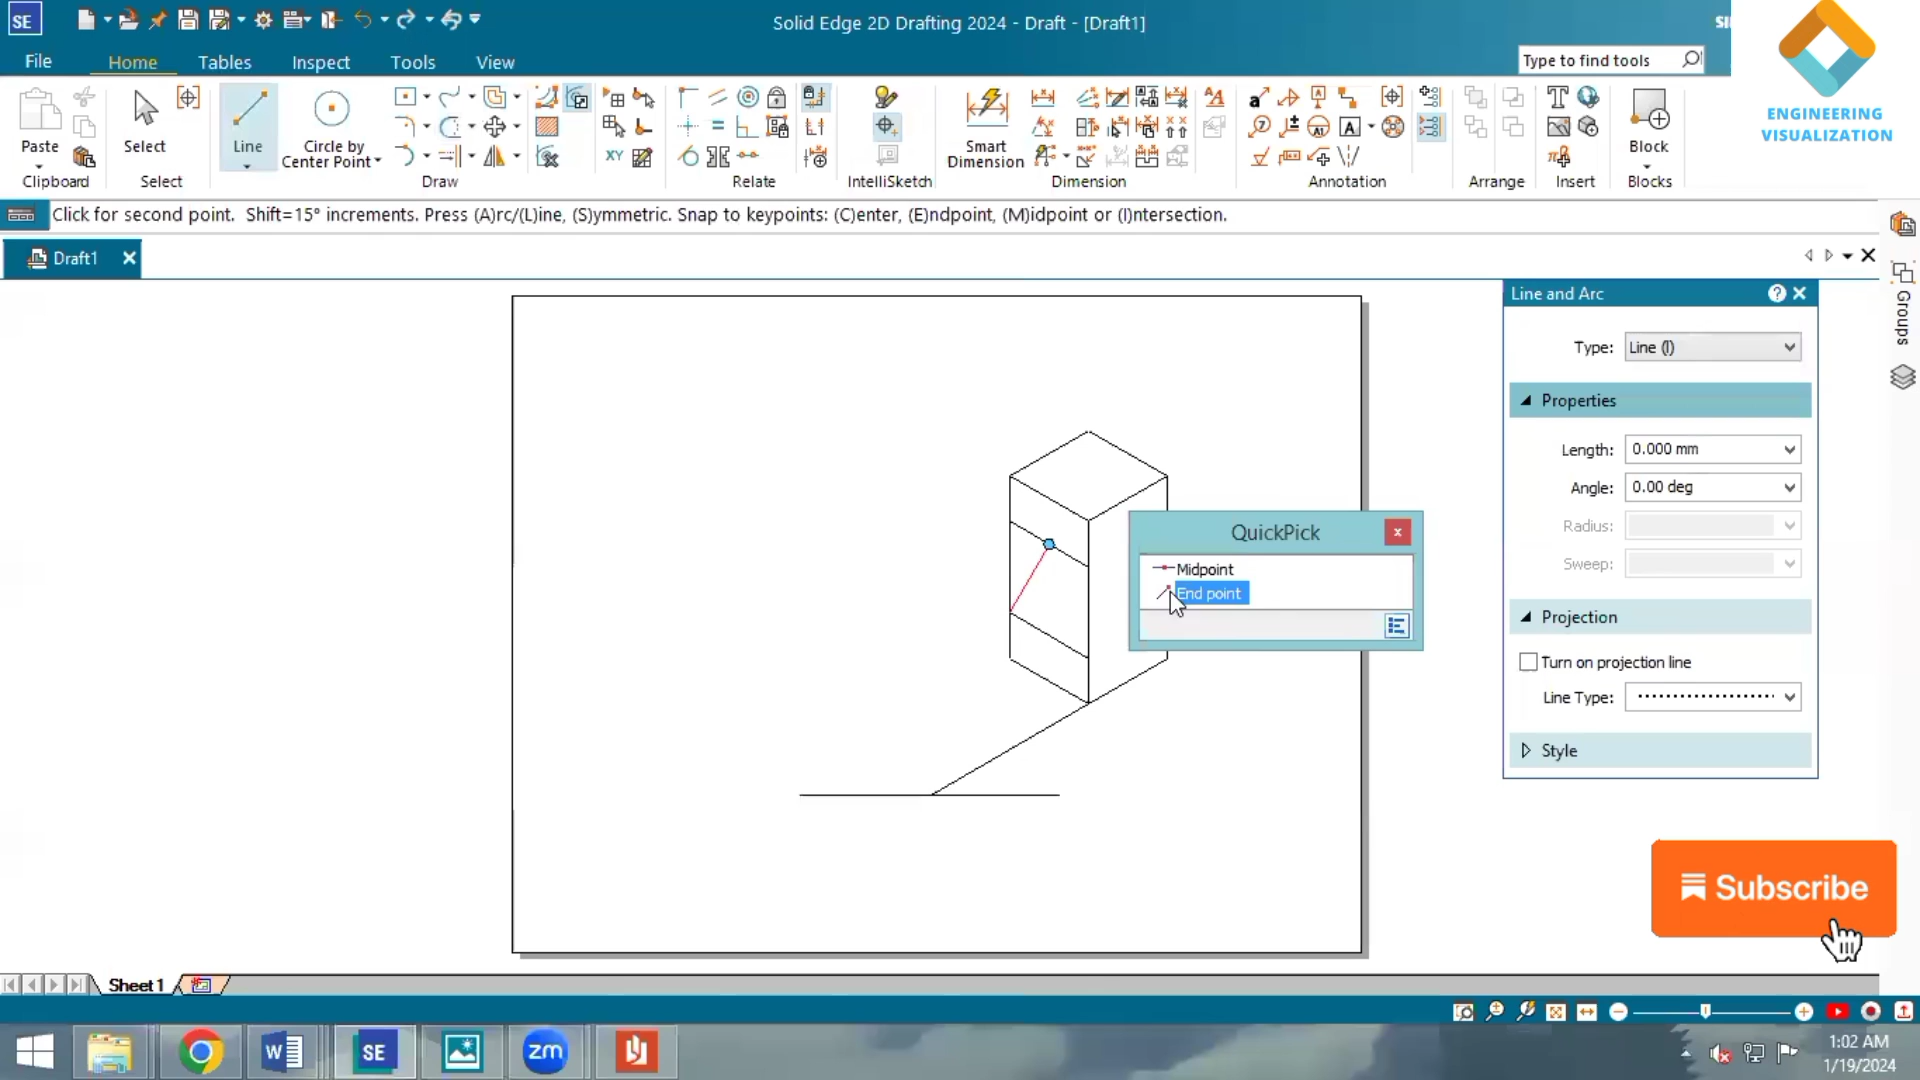 SE
Solid Edge 2D Drafting 2024 - Draft - [Draft1]
File
Home
Tables
Inspect
Tools
View
Type to find tools
ENGINEERING
VISUALIZATION
Paste
Select
Line
Circle by
Center Point
XY
Smart
Dimension
Block
Clipboard
Select
Draw
Relate
IntelliSketch
Dimension
Annotation
Arrange
Insert
Blocks
Click for second point. Shift=15° increments. Press (A)rc/(L)ine, (S)ymmetric. Snap to keypoints: (C)enter, (E)ndpoint, (M)idpoint or (I)ntersection.
Draft1
Groups
Line and Arc
Type: Line (l)
Properties
Length: 0.000 mm
Angle: 0.00 deg
Radius:
Sweep:
Projection
Turn on projection line
Line Type:
Style
QuickPick
Midpoint
End point
Subscribe
Sheet1
W
SE
zm
1:02 AM
1/19/2024